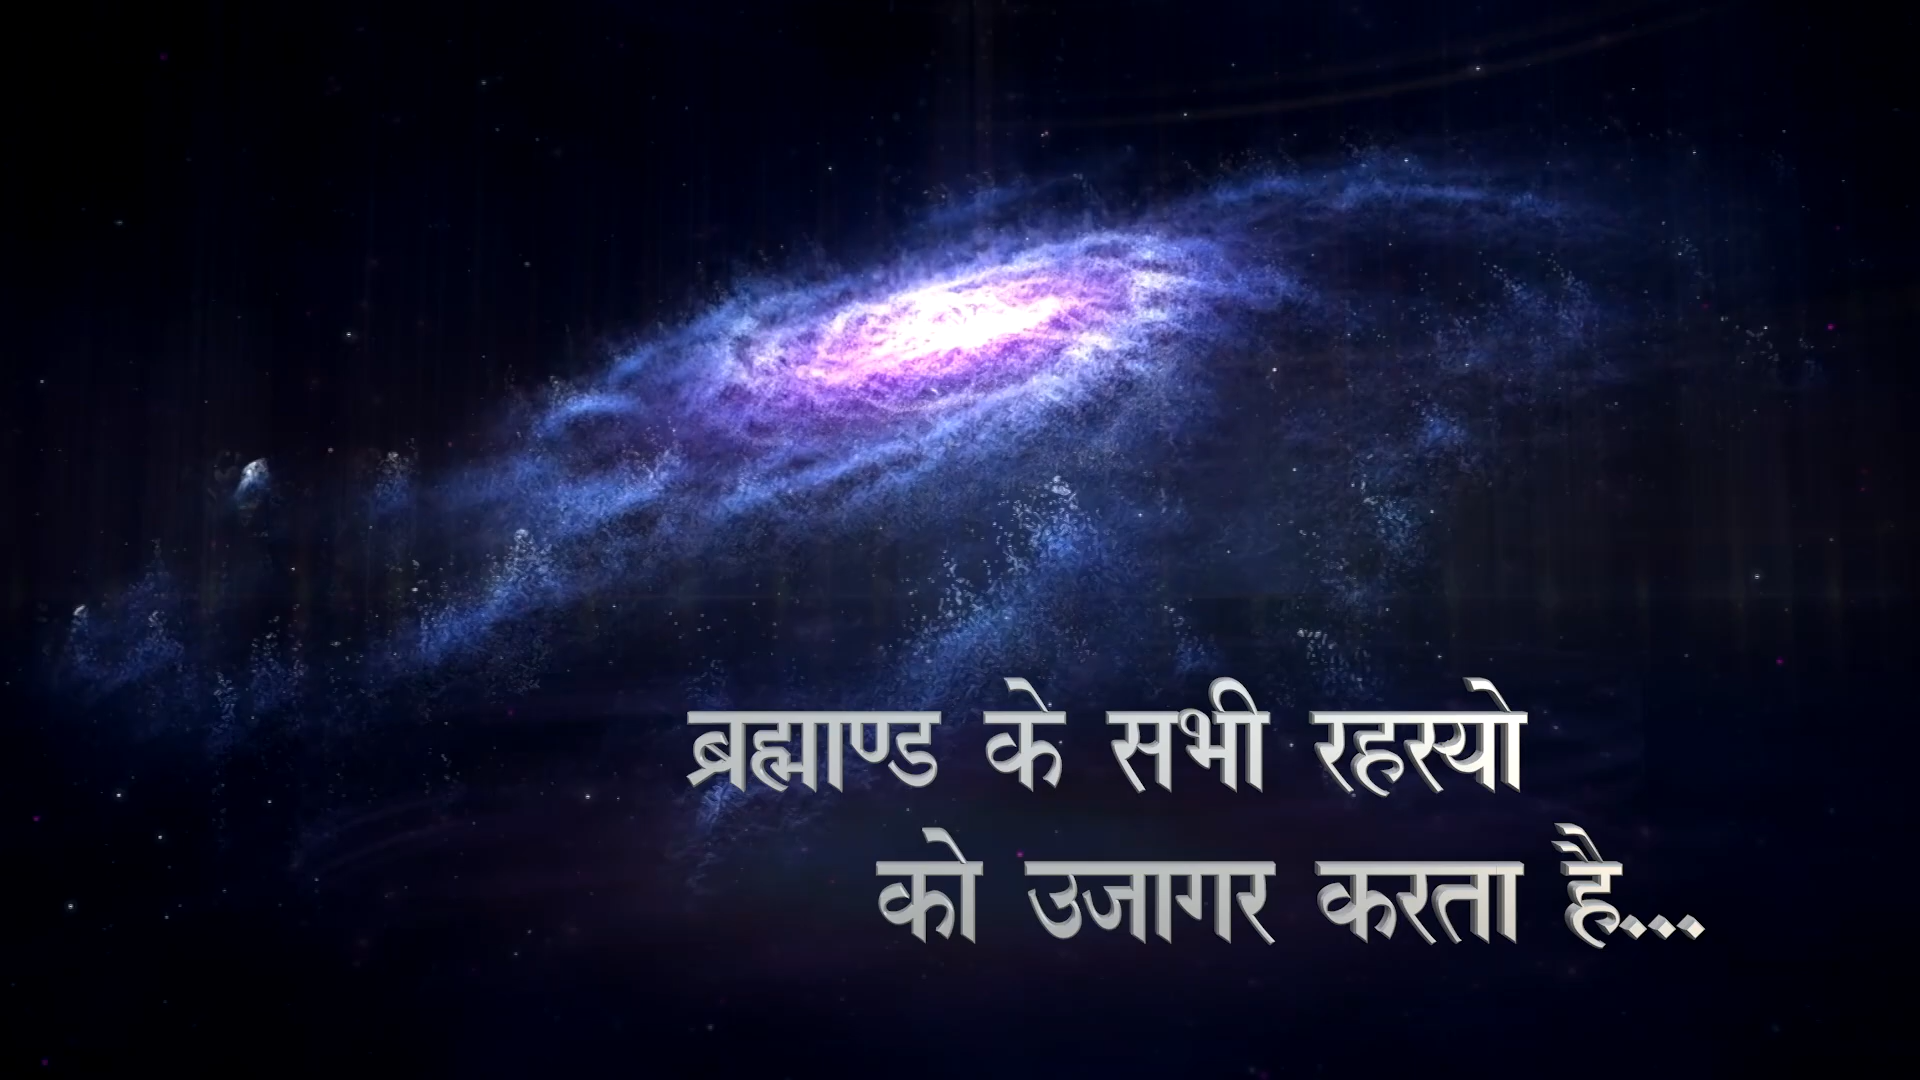 ब्रह्माण्ड के सभी रहस्यो
को उजागर करता है...